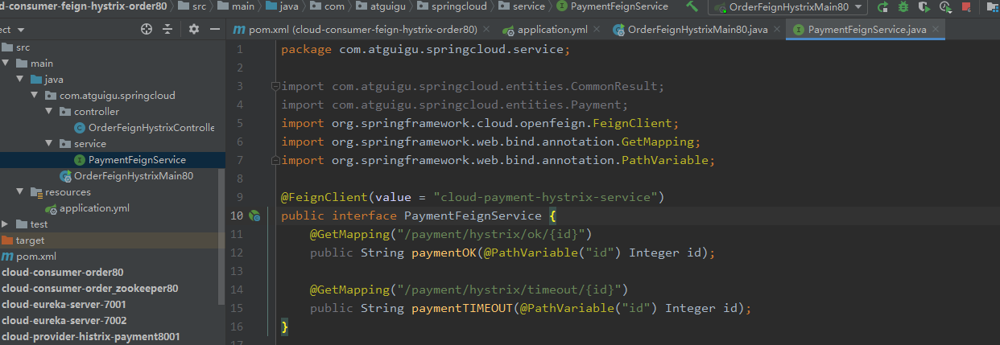 cloud-consumer-feign-hystrix-order80 src main java com atguigu springcloud service PaymentFeignService OrderFeignHystrixMain80
ect
pom.xml (cloud-consumer-feign-hystrix-order80) application.yml OrderFeignHystrixMain80.java PaymentFeignService.java
src
main
java
com.atguigu.springcloud
controller
OrderFeignHystrixControlle
service
PaymentFeignService
OrderFeignHystrixMain80
resources
application.yml
test
target
pom.xml
cloud-consumer-order80
cloud-consumer-order_zookeeper80
cloud-eureka-server-7001
cloud-eureka-server-7002
cloud-provider-histrix-payment8001
1 package com.atguigu.springcloud.service;
2
3 import com.atguigu.springcloud.entities.CommonResult;
4 import com.atguigu.springcloud.entities.Payment;
5 import org.springframework.cloud.openfeign.FeignClient;
6 import org.springframework.web.bind.annotation.GetMapping;
7 import org.springframework.web.bind.annotation.PathVariable;
8
9 @FeignClient(value = "cloud-payment-hystrix-service")
10 public interface PaymentFeignService {
11 @GetMapping("/payment/hystrix/ok/{id}")
12 public String paymentOK(@PathVariable("id") Integer id);
13
14 @GetMapping("/payment/hystrix/timeout/{id}")
15 public String paymentTIMEOUT(@PathVariable("id") Integer id);
16 }
17